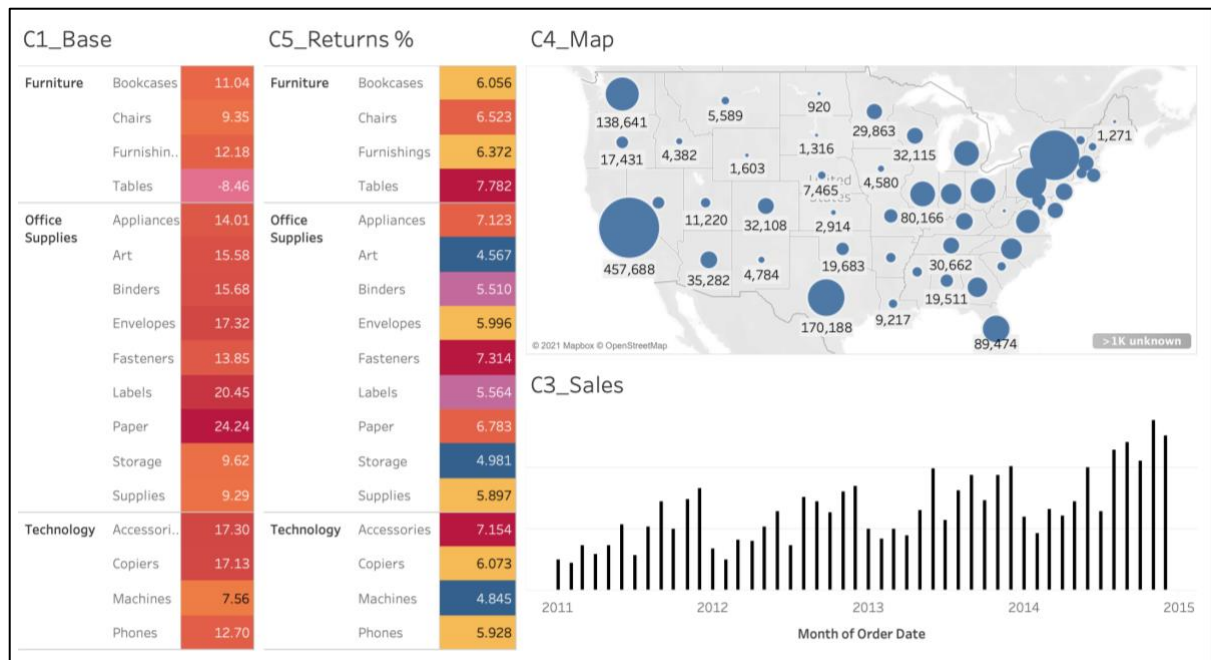 C1_Base
Furniture Bookcases 11.04
Chairs 9.35
Furnishin.. 12.18
Tables -8.46
Office Supplies Appliances 14.01
Art 15.58
Binders 15.68
Envelopes 17.32
Fasteners 13.85
Labels 20.45
Paper 24.24
Storage 9.62
Supplies 9.29
Technology Accessori.. 17.30
Copiers 17.13
Machines 7.56
Phones 12.70
C5_Returns %
Furniture Bookcases 6.056
Chairs 6.523
Furnishings 6.372
Tables 7.782
Office Supplies Appliances 7.123
Art 4.567
Binders 5.510
Envelopes 5.996
Fasteners 7.314
Labels 5.564
Paper 6.783
Storage 4.981
Supplies 5.897
Technology Accessories 7.154
Copiers 6.073
Machines 4.845
Phones 5.928
C4_Map
138,641
5,589
920
29,863
1,271
17,431
4,382
1,603
1,316
32,115
7,465
4,580
United
States
11,220
32,108
2,914
80,166
457,688
35,282
4,784
19,683
30,662
19,511
170,188
9,217
89,474
© 2021 Mapbox © OpenStreetMap
>1K unknown
C3_Sales
2011 2012 2013 2014 2015
Month of Order Date